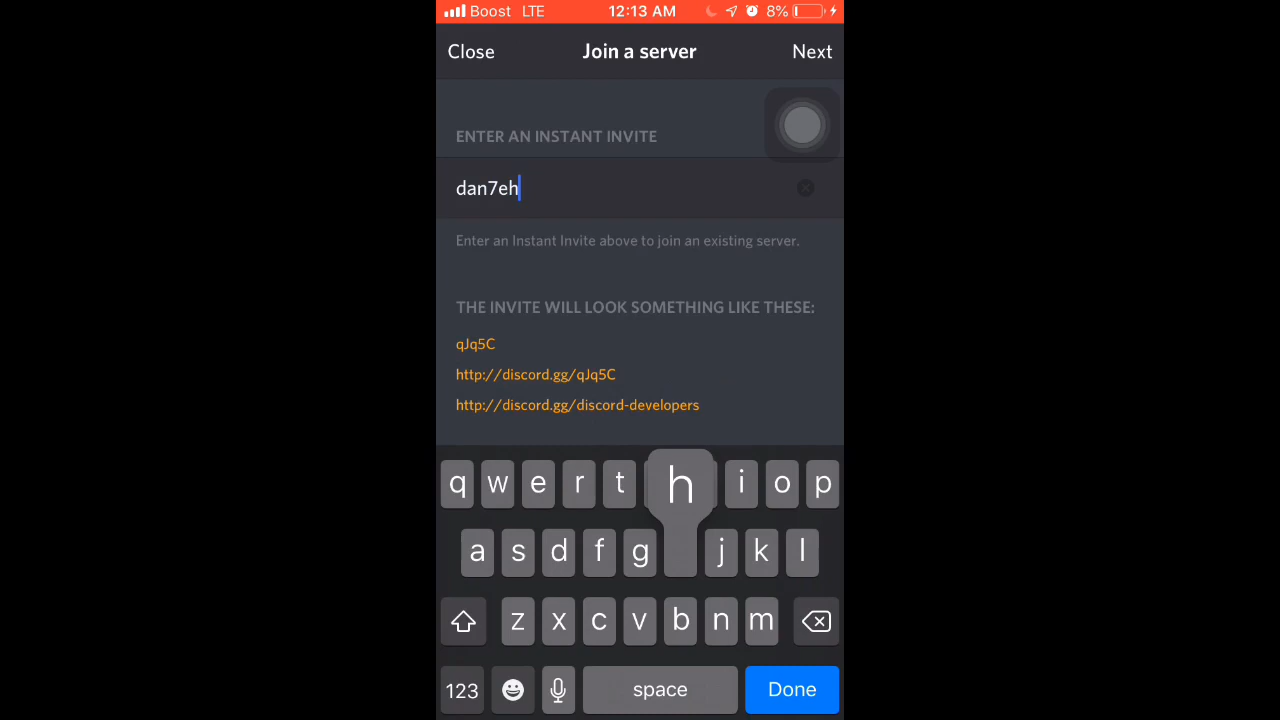 Boost LTE 12:13 AM 8%
Close Join a server Next
ENTER AN INSTANT INVITE
dan7eh
Enter an Instant Invite above to join an existing server.
THE INVITE WILL LOOK SOMETHING LIKE THESE:
qJq5C
http://discord.gg/qJq5C
http://discord.gg/discord-developers
q w e r t h i o p
a s d f g j k l
z x c v b n m
123 space Done